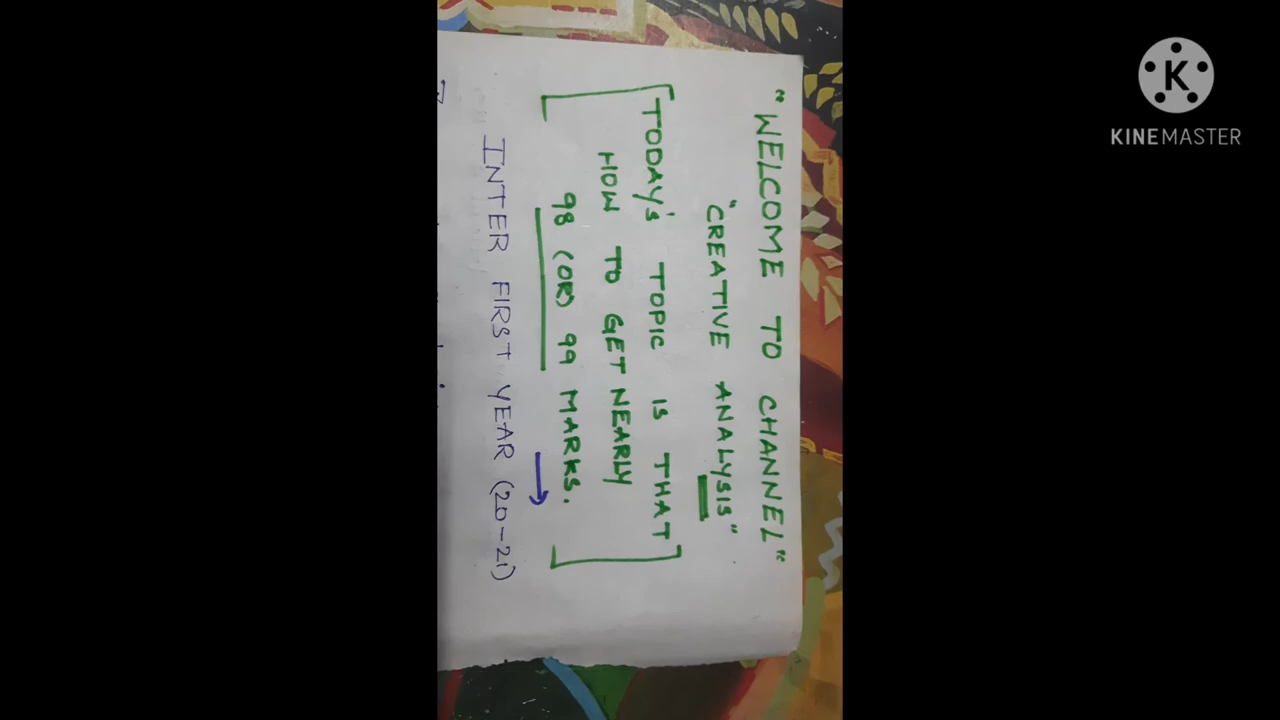 "WELCOME TO CHANNEL"
"CREATIVE ANALYSIS"
[TODAY'S TOPIC IS THAT
HOW TO GET NEARLY
98 (OR) 99 MARKS.]
INTER FIRST YEAR (20-21)
KINEMASTER